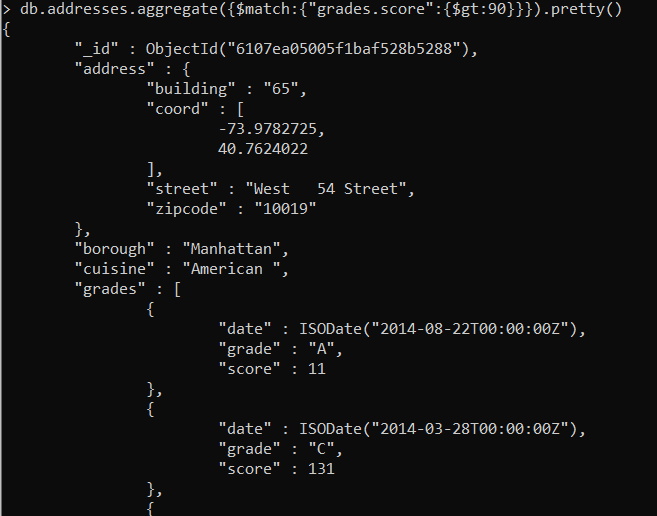 > db.addresses.aggregate({$match:{"grades.score":{$gt:90}}}).pretty()
{
"_id" : ObjectId("6107ea05005f1baf528b5288"),
"address" : {
"building" : "65",
"coord" : [
-73.9782725,
40.7624022
],
"street" : "West   54 Street",
"zipcode" : "10019"
},
"borough" : "Manhattan",
"cuisine" : "American ",
"grades" : [
{
"date" : ISODate("2014-08-22T00:00:00Z"),
"grade" : "A",
"score" : 11
},
{
"date" : ISODate("2014-03-28T00:00:00Z"),
"grade" : "C",
"score" : 131
},
{